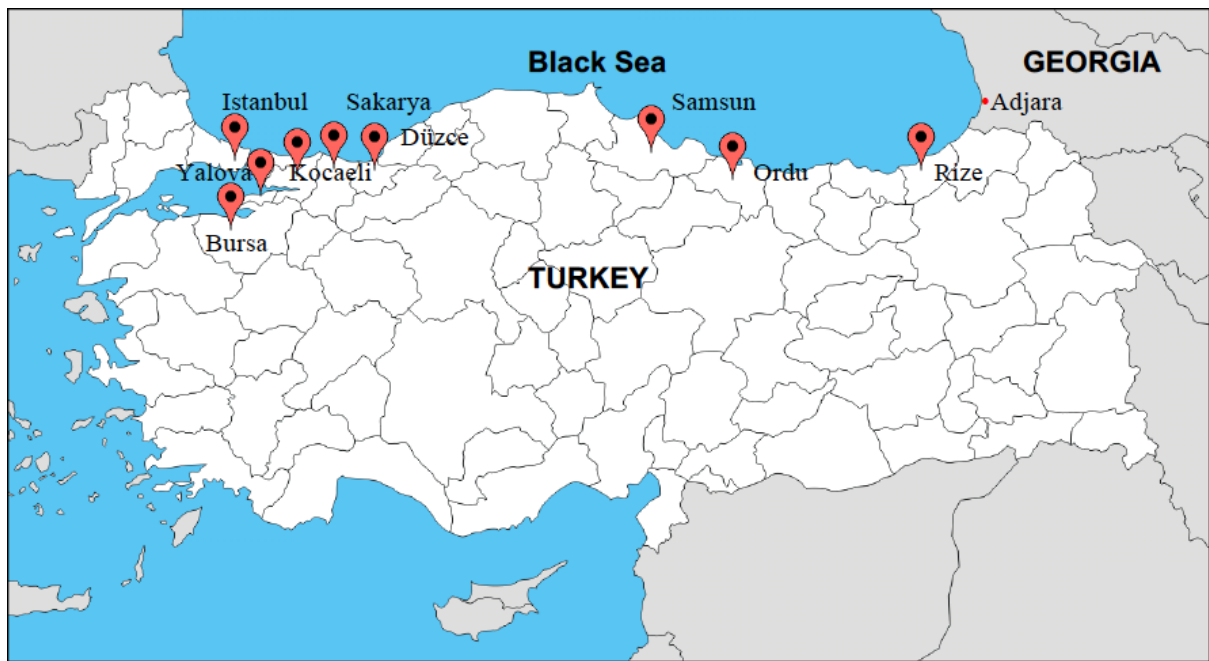 Black Sea
GEORGIA
Istanbul
Sakarya
Samsun
Adjara
Düzce
Yalova
Kocaeli
Ordu
Rize
Bursa
TURKEY